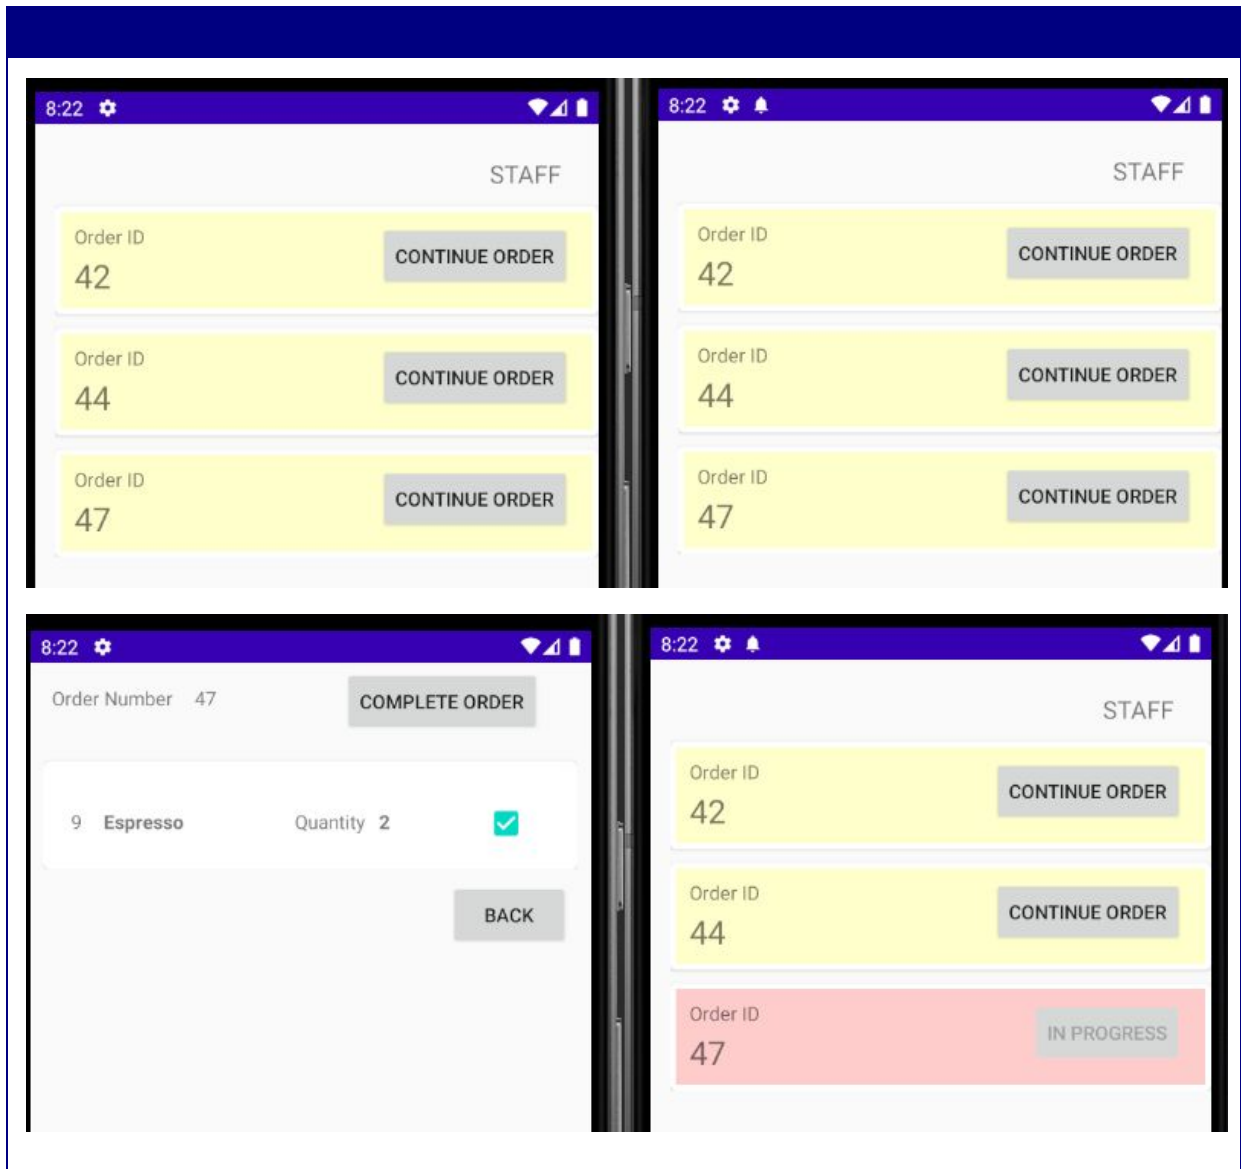 8:22
STAFF
Order ID
42
CONTINUE ORDER
Order ID
44
CONTINUE ORDER
Order ID
47
CONTINUE ORDER
8:22
STAFF
Order ID
42
CONTINUE ORDER
Order ID
44
CONTINUE ORDER
Order ID
47
CONTINUE ORDER
8:22
Order Number 47
COMPLETE ORDER
9 Espresso Quantity 2
BACK
8:22
STAFF
Order ID
42
CONTINUE ORDER
Order ID
44
CONTINUE ORDER
Order ID
47
IN PROGRESS